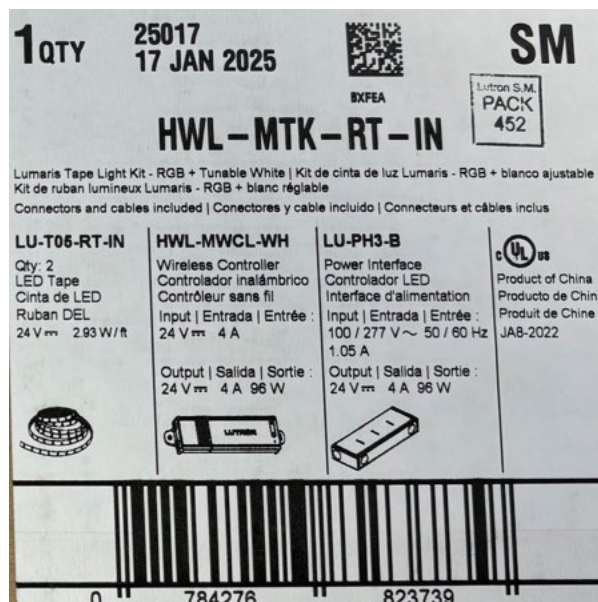 1 QTY
25017
17 JAN 2025
BXFEA
SM
Lutron S.M.
PACK
452
HWL-MTK-RT-IN
Lumaris Tape Light Kit - RGB + Tunable White | Kit de cinta de luz Lumaris - RGB + blanco ajustable
Kit de ruban lumineux Lumaris - RGB + blanc réglable
Connectors and cables included | Conectores y cable incluido | Connecteurs et câbles inclus
LU-T05-RT-IN
Qty: 2
LED Tape
Cinta de LED
Ruban DEL
24 V⎓ 2.93 W/ft
HWL-MWCL-WH
Wireless Controller
Controlador inalámbrico
Contrôleur sans fil
Input | Entrada | Entrée :
24 V⎓ 4 A
Output | Salida | Sortie :
24 V⎓ 4 A 96 W
LUTRON
LU-PH3-B
Power Interface
Controlador LED
Interface d'alimentation
Input | Entrada | Entrée :
100 / 277 V~ 50 / 60 Hz
1.05 A
Output | Salida | Sortie :
24 V⎓ 4 A 96 W
c UL us
Product of China
Producto de Chin
Produit de Chine
JA8-2022
0 784276 823739